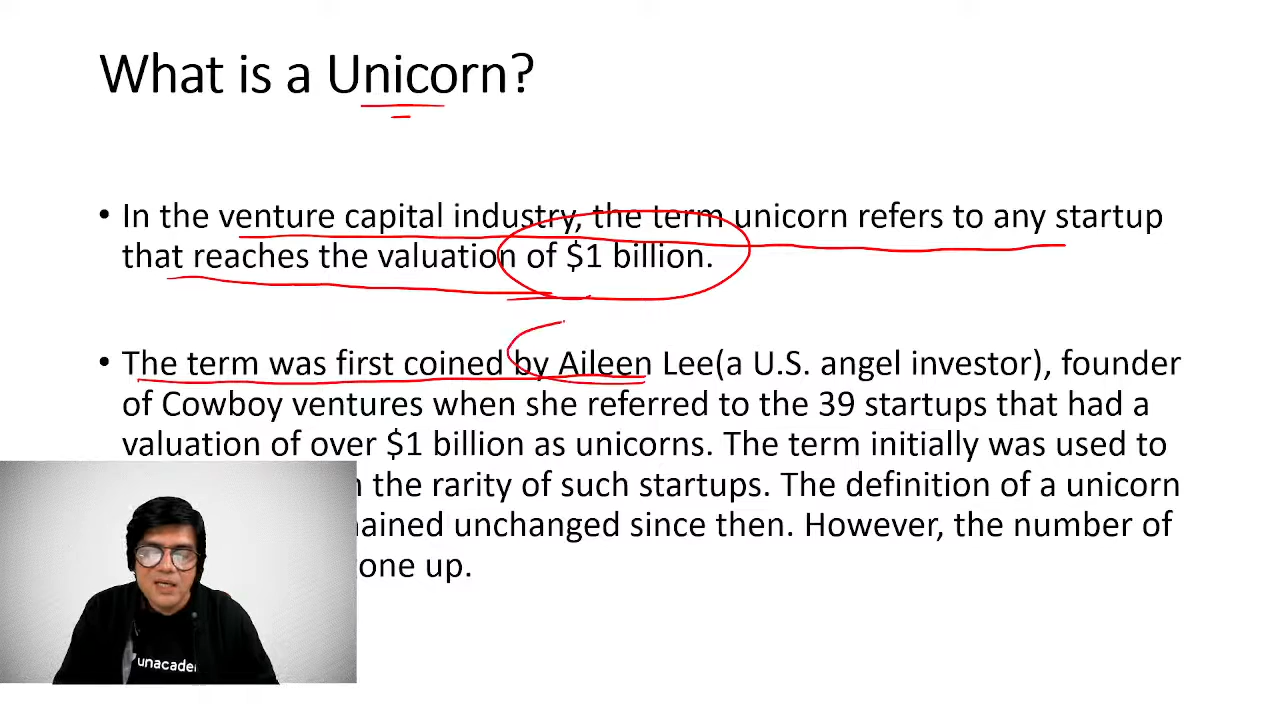 What is a Unicorn?
• In the venture capital industry, the term unicorn refers to any startup
that reaches the valuation of $1 billion.
• The term was first coined by Aileen Lee(a U.S. angel investor), founder
of Cowboy ventures when she referred to the 39 startups that had a
valuation of over $1 billion as unicorns. The term initially was used to
the rarity of such startups. The definition of a unicorn
unchanged since then. However, the number of
up.